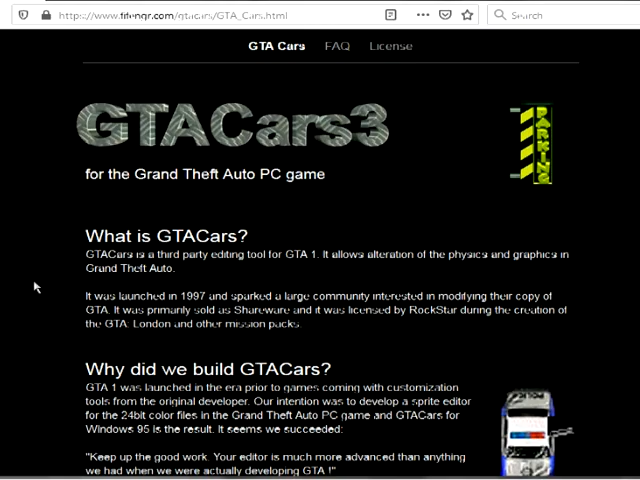 https://www.fifengr.com/gtacars/GTA_Cars.html
Search
GTA Cars FAQ License
GTACars3
PARKING
for the Grand Theft Auto PC game
What is GTACars?
GTACars is a third party editing tool for GTA 1. It allows alteration of the physics and graphics in
Grand Theft Auto.
It was launched in 1997 and sparked a large community interested in modifying their copy of
GTA. It was primarily sold as Shareware and it was licensed by RockStar during the creation of
the GTA: London and other mission packs.
Why did we build GTACars?
GTA 1 was launched in the era prior to games coming with customization
tools from the original developer. Our intention was to develop a sprite editor
for the 24bit color files in the Grand Theft Auto PC game and GTACars for
Windows 95 is the result. It seems we succeeded:
"Keep up the good work. Your editor is much more advanced than anything
we had when we were actually developing GTA !"